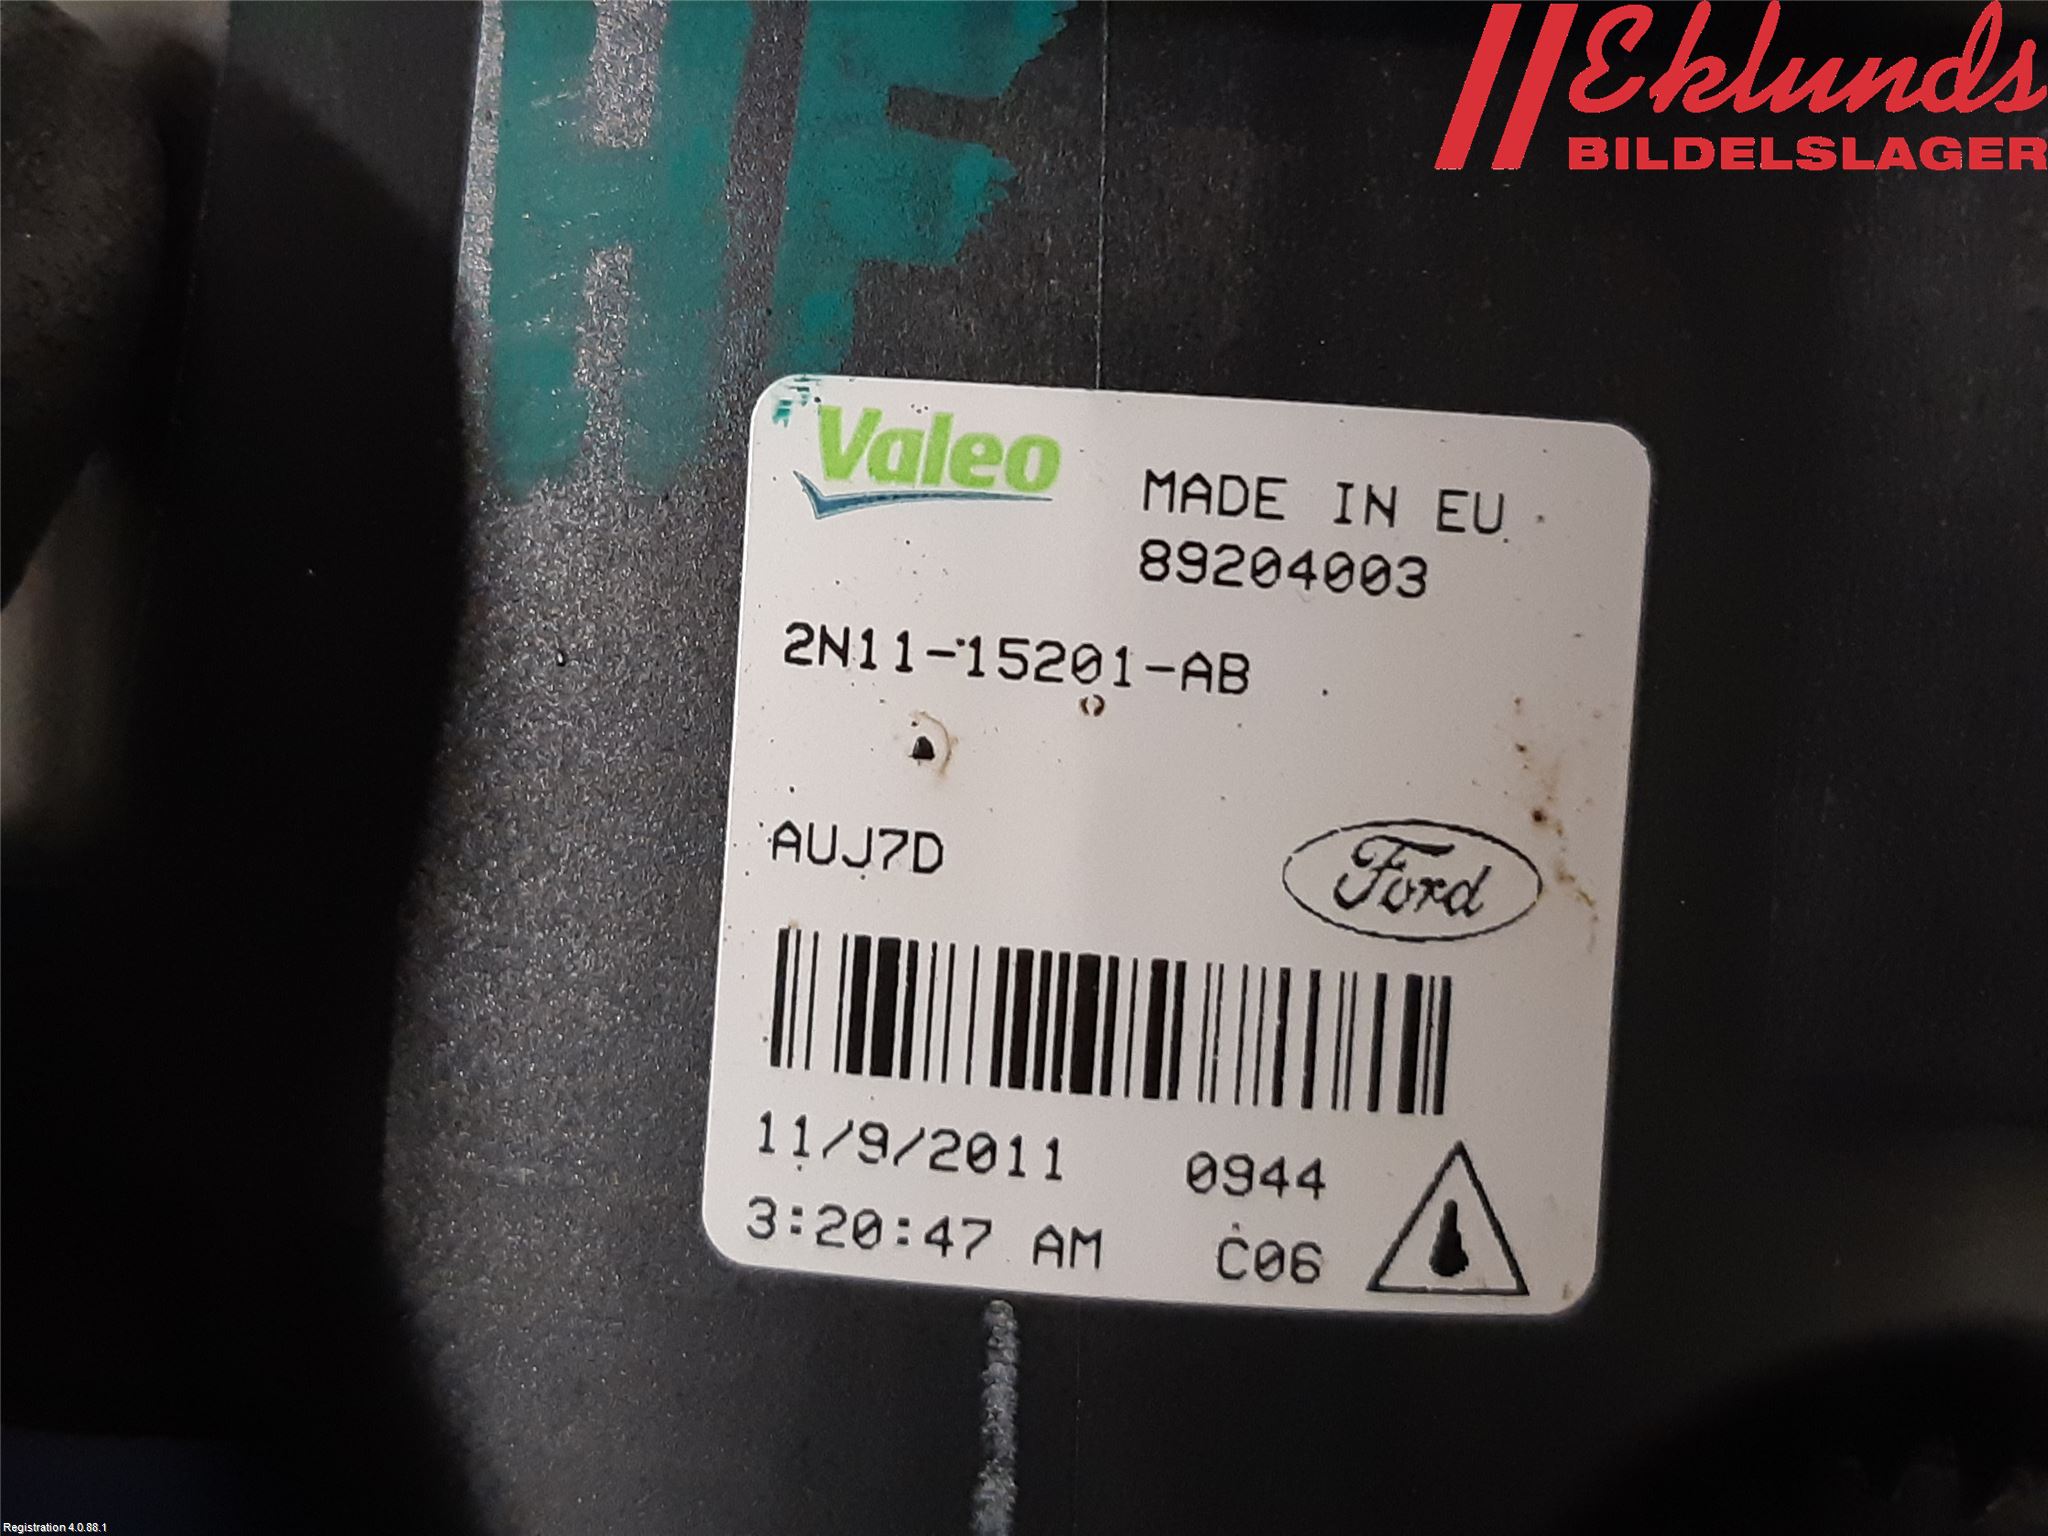 HF
Eklunds
BILDELSLAGER
Valeo
MADE IN EU
89204003
2N11-15201-AB
AUJ7D
Ford
11/9/2011 0944
3:20:47 AM C06
Registration 4.0.88.1